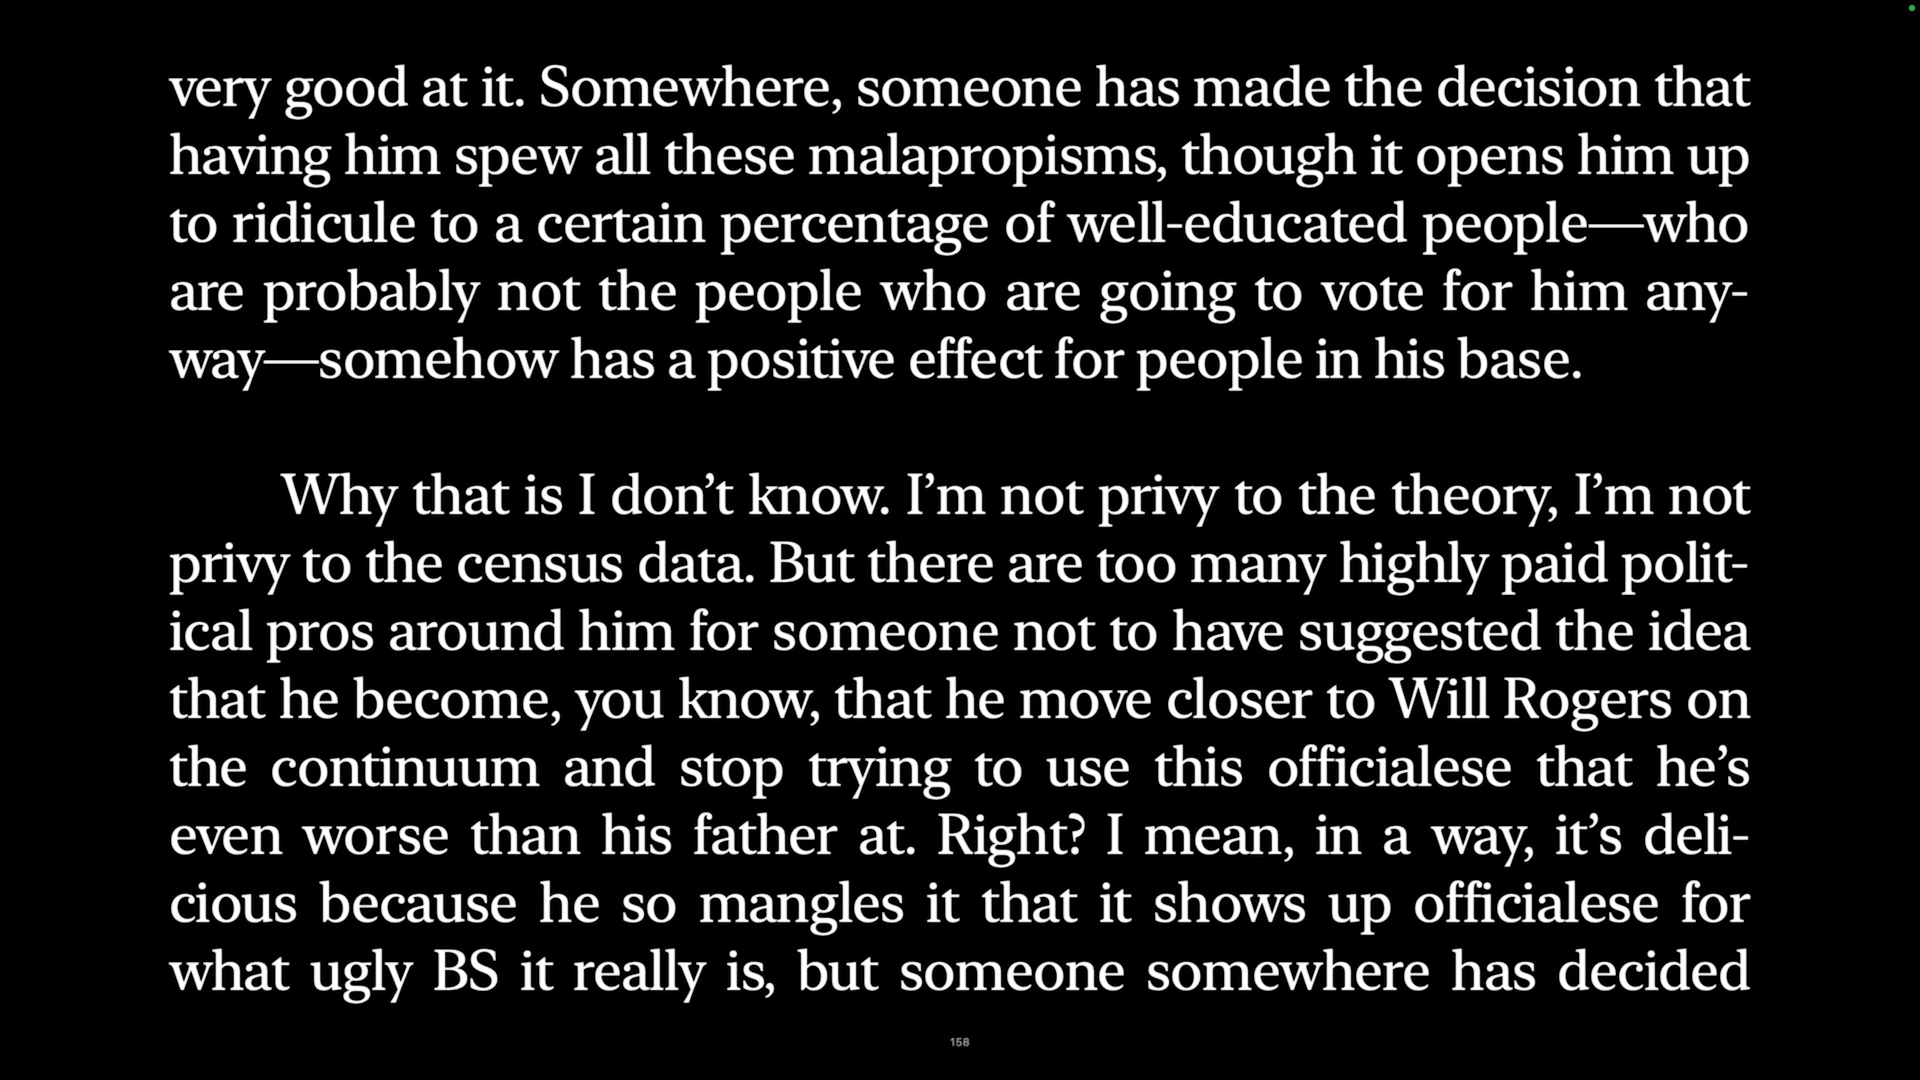 very good at it. Somewhere, someone has made the decision that
having him spew all these malapropisms, though it opens him up
to ridicule to a certain percentage of well-educated people—who
are probably not the people who are going to vote for him any-
way—somehow has a positive effect for people in his base.
Why that is I don’t know. I’m not privy to the theory, I’m not
privy to the census data. But there are too many highly paid polit-
ical pros around him for someone not to have suggested the idea
that he become, you know, that he move closer to Will Rogers on
the continuum and stop trying to use this officialese that he’s
even worse than his father at. Right? I mean, in a way, it’s deli-
cious because he so mangles it that it shows up officialese for
what ugly BS it really is, but someone somewhere has decided
158